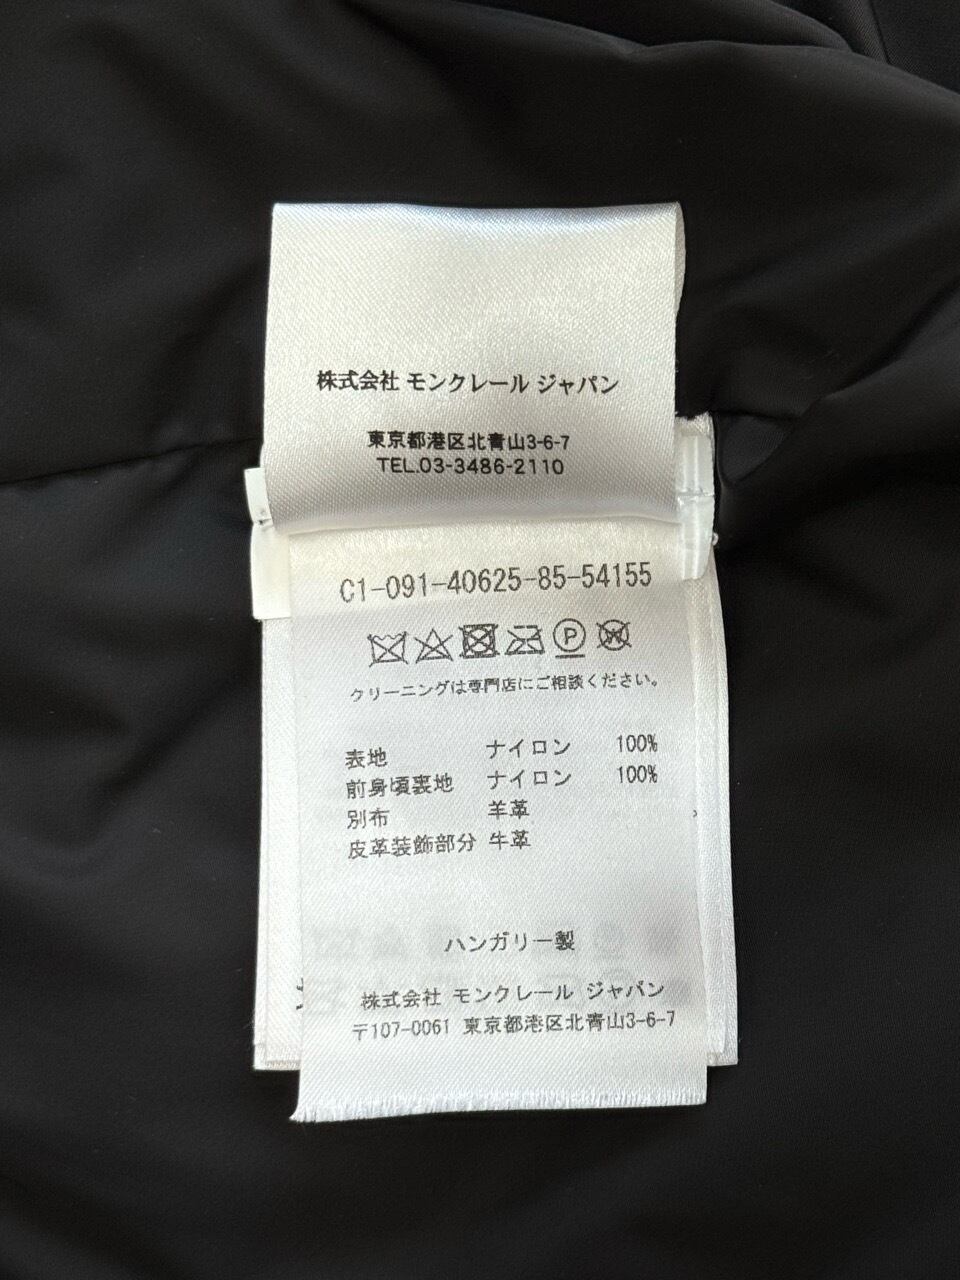 株式会社 モンクレール ジャパン
東京都港区北青山3-6-7
TEL.03-3486-2110
C1-091-40625-85-54155
P W
クリーニングは専門店にご相談ください。
表地 ナイロン 100%
前身頃裏地 ナイロン 100%
別布 羊革
皮革装飾部分 牛革
ハンガリー製
株式会社 モンクレール ジャパン
〒107-0061 東京都港区北青山3-6-7